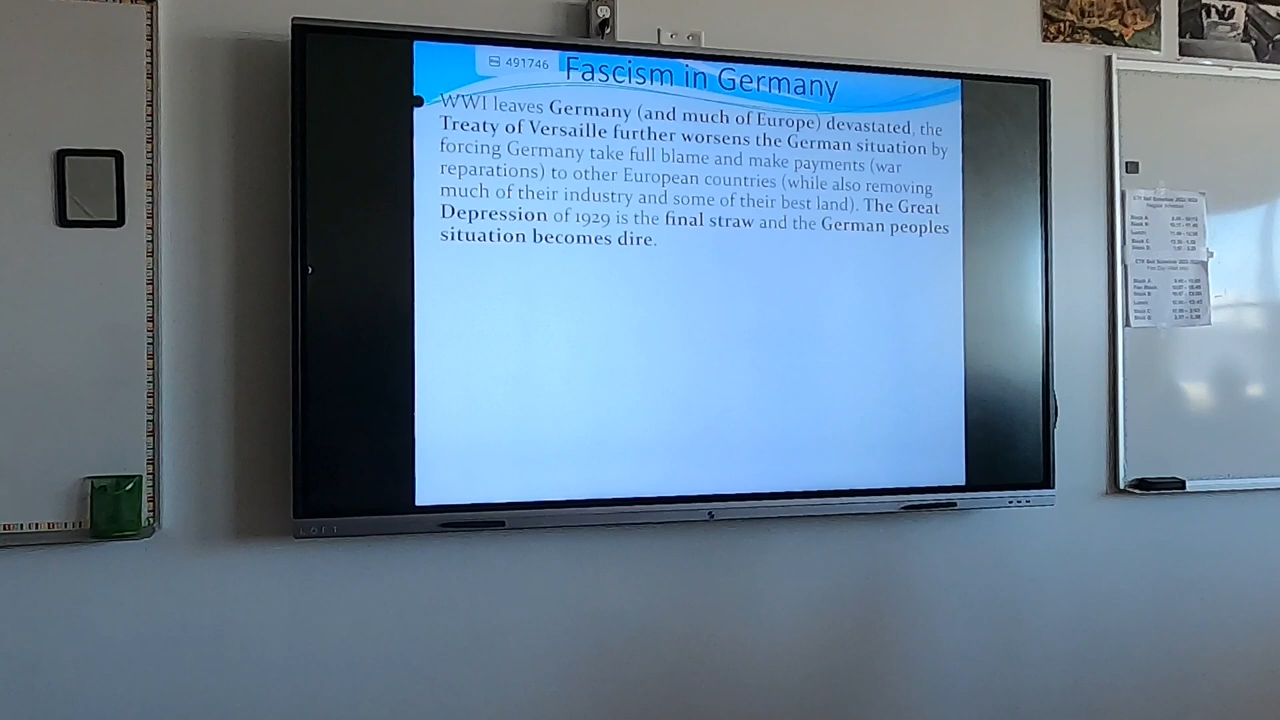 491746
Fascism in Germany
WWI leaves Germany (and much of Europe) devastated, the
Treaty of Versaille further worsens the German situation by
forcing Germany take full blame and make payments (war
reparations) to other European countries (while also removing
much of their industry and some of their best land). The Great
Depression of 1929 is the final straw and the German peoples
situation becomes dire.
LOFT